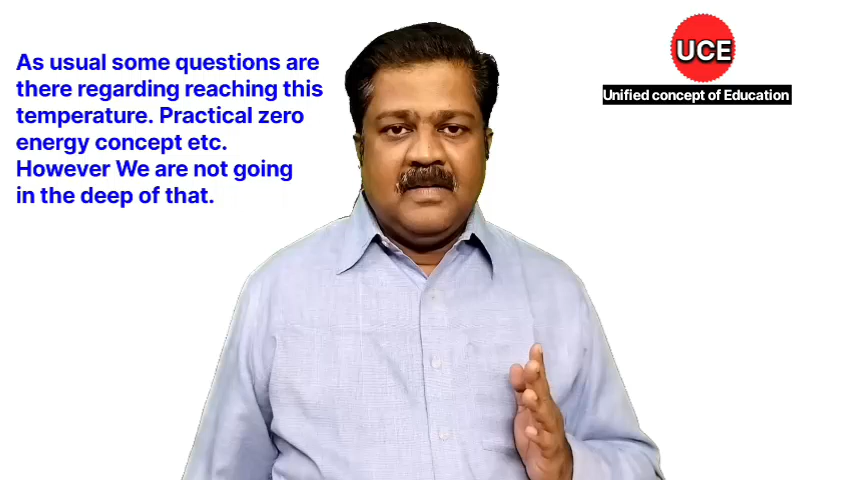 As usual some questions are
there regarding reaching this
temperature. Practical zero
energy concept etc.
However We are not going
in the deep of that.
UCE
Unified concept of Education